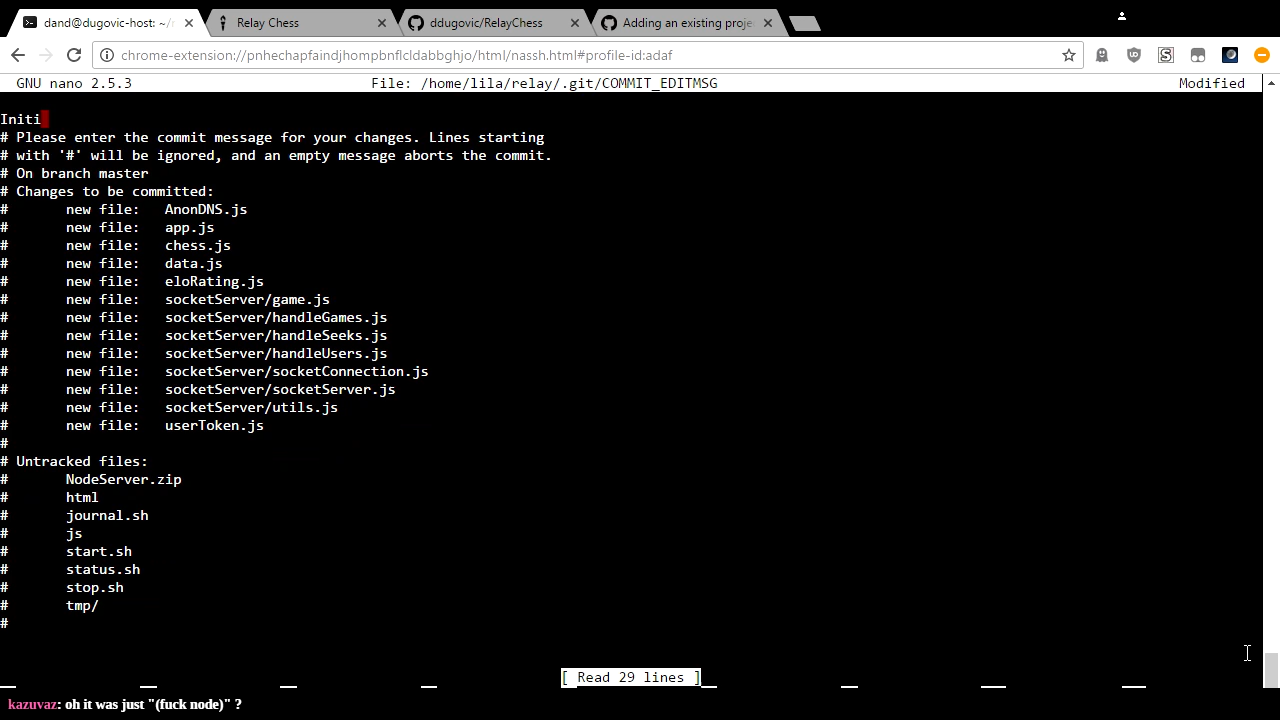 dand@dugovic-host: ~/r
Relay Chess
ddugovic/RelayChess
Adding an existing proje
chrome-extension://pnhechapfaindjhompbnflcldabbghjo/html/nassh.html#profile-id:adaf
GNU nano 2.5.3 File: /home/lila/relay/.git/COMMIT_EDITMSG Modified
Initi
# Please enter the commit message for your changes. Lines starting
# with '#' will be ignored, and an empty message aborts the commit.
# On branch master
# Changes to be committed:
# new file: AnonDNS.js
# new file: app.js
# new file: chess.js
# new file: data.js
# new file: eloRating.js
# new file: socketServer/game.js
# new file: socketServer/handleGames.js
# new file: socketServer/handleSeeks.js
# new file: socketServer/handleUsers.js
# new file: socketServer/socketConnection.js
# new file: socketServer/socketServer.js
# new file: socketServer/utils.js
# new file: userToken.js
#
# Untracked files:
# NodeServer.zip
# html
# journal.sh
# js
# start.sh
# status.sh
# stop.sh
# tmp/
#
[ Read 29 lines ]
kazuvaz: oh it was just "(fuck node)" ?